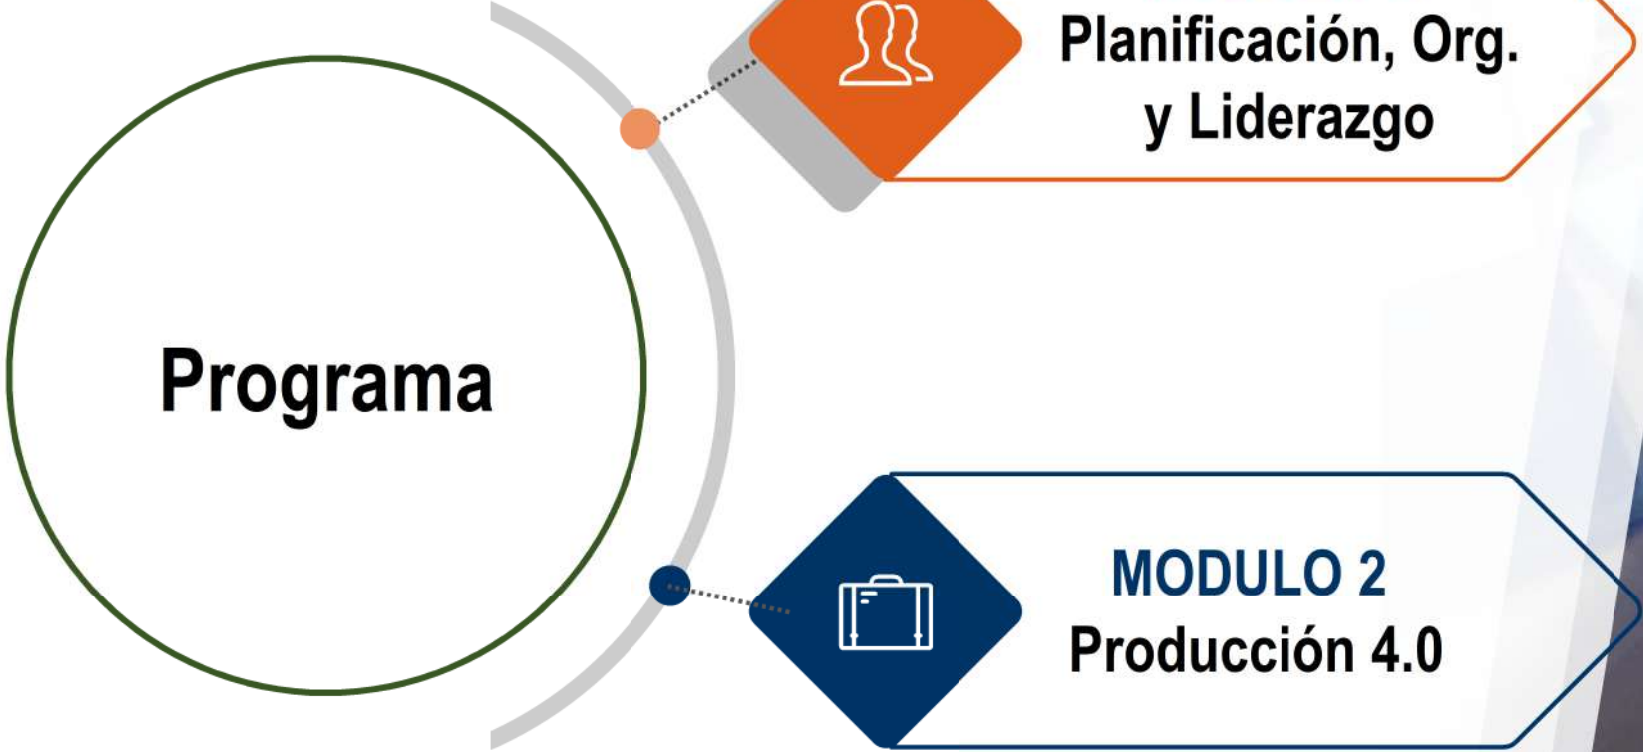 Planificación, Org.
y Liderazgo
Programa
MODULO 2
Producción 4.0